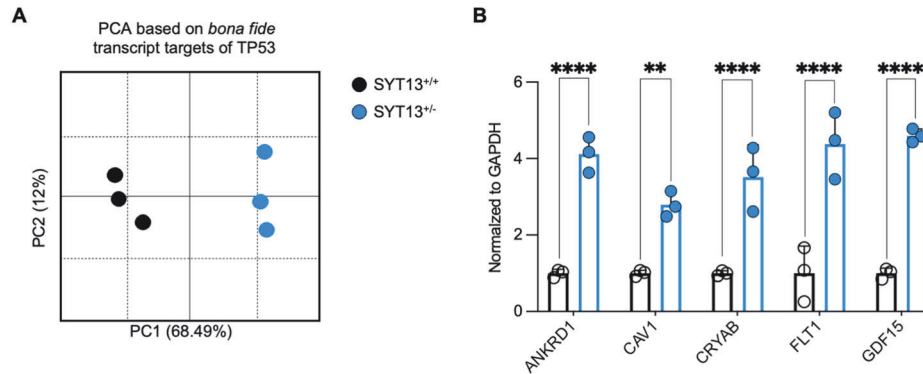 A
PCA based on bona fide
transcript targets of TP53
SYT13+/+
SYT13+/-
PC2 (12%)
PC1 (68.49%)
B
**** ** **** **** ****
Normalized to GAPDH
6
4
2
0
ANKRD1
CAV1
CRYAB
FLT1
GDF15